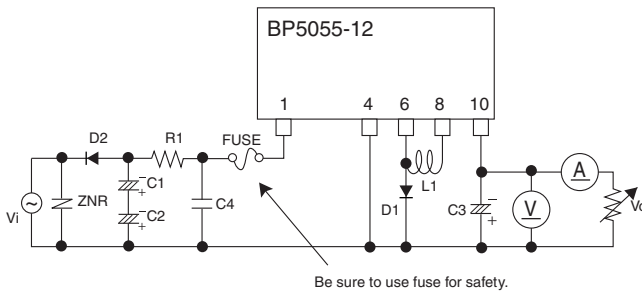 BP5055-12
1 4 6 8 10
D2 R1 FUSE
Vi ~ ZNR − C1 + − C2 + C4 D1 L1 C3 − + V A Vo
Be sure to use fuse for safety.